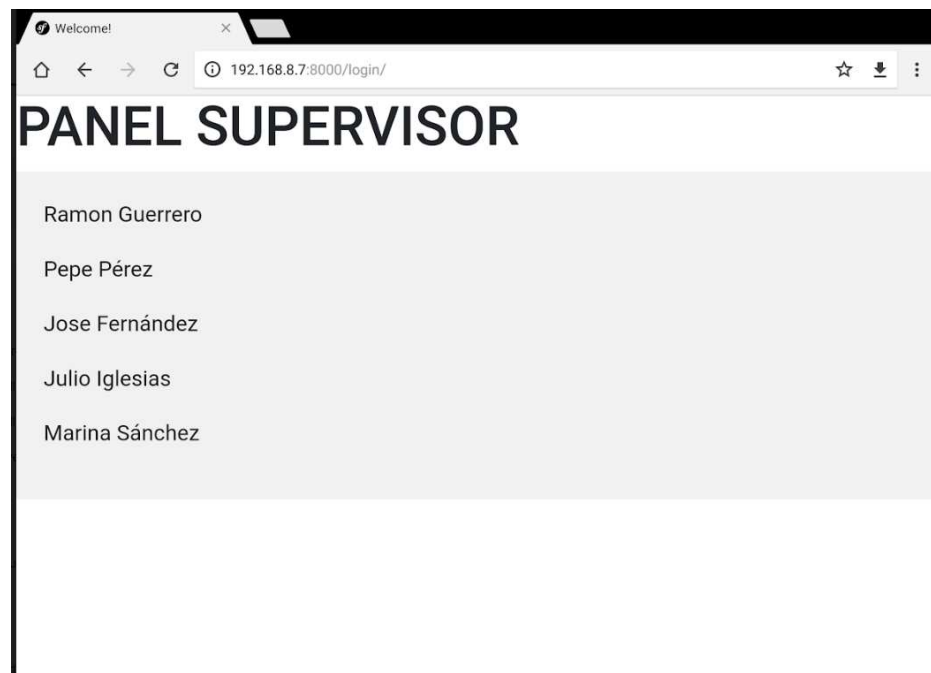 Welcome!
192.168.8.7:8000/login/
PANEL SUPERVISOR
Ramon Guerrero
Pepe Pérez
Jose Fernández
Julio Iglesias
Marina Sánchez